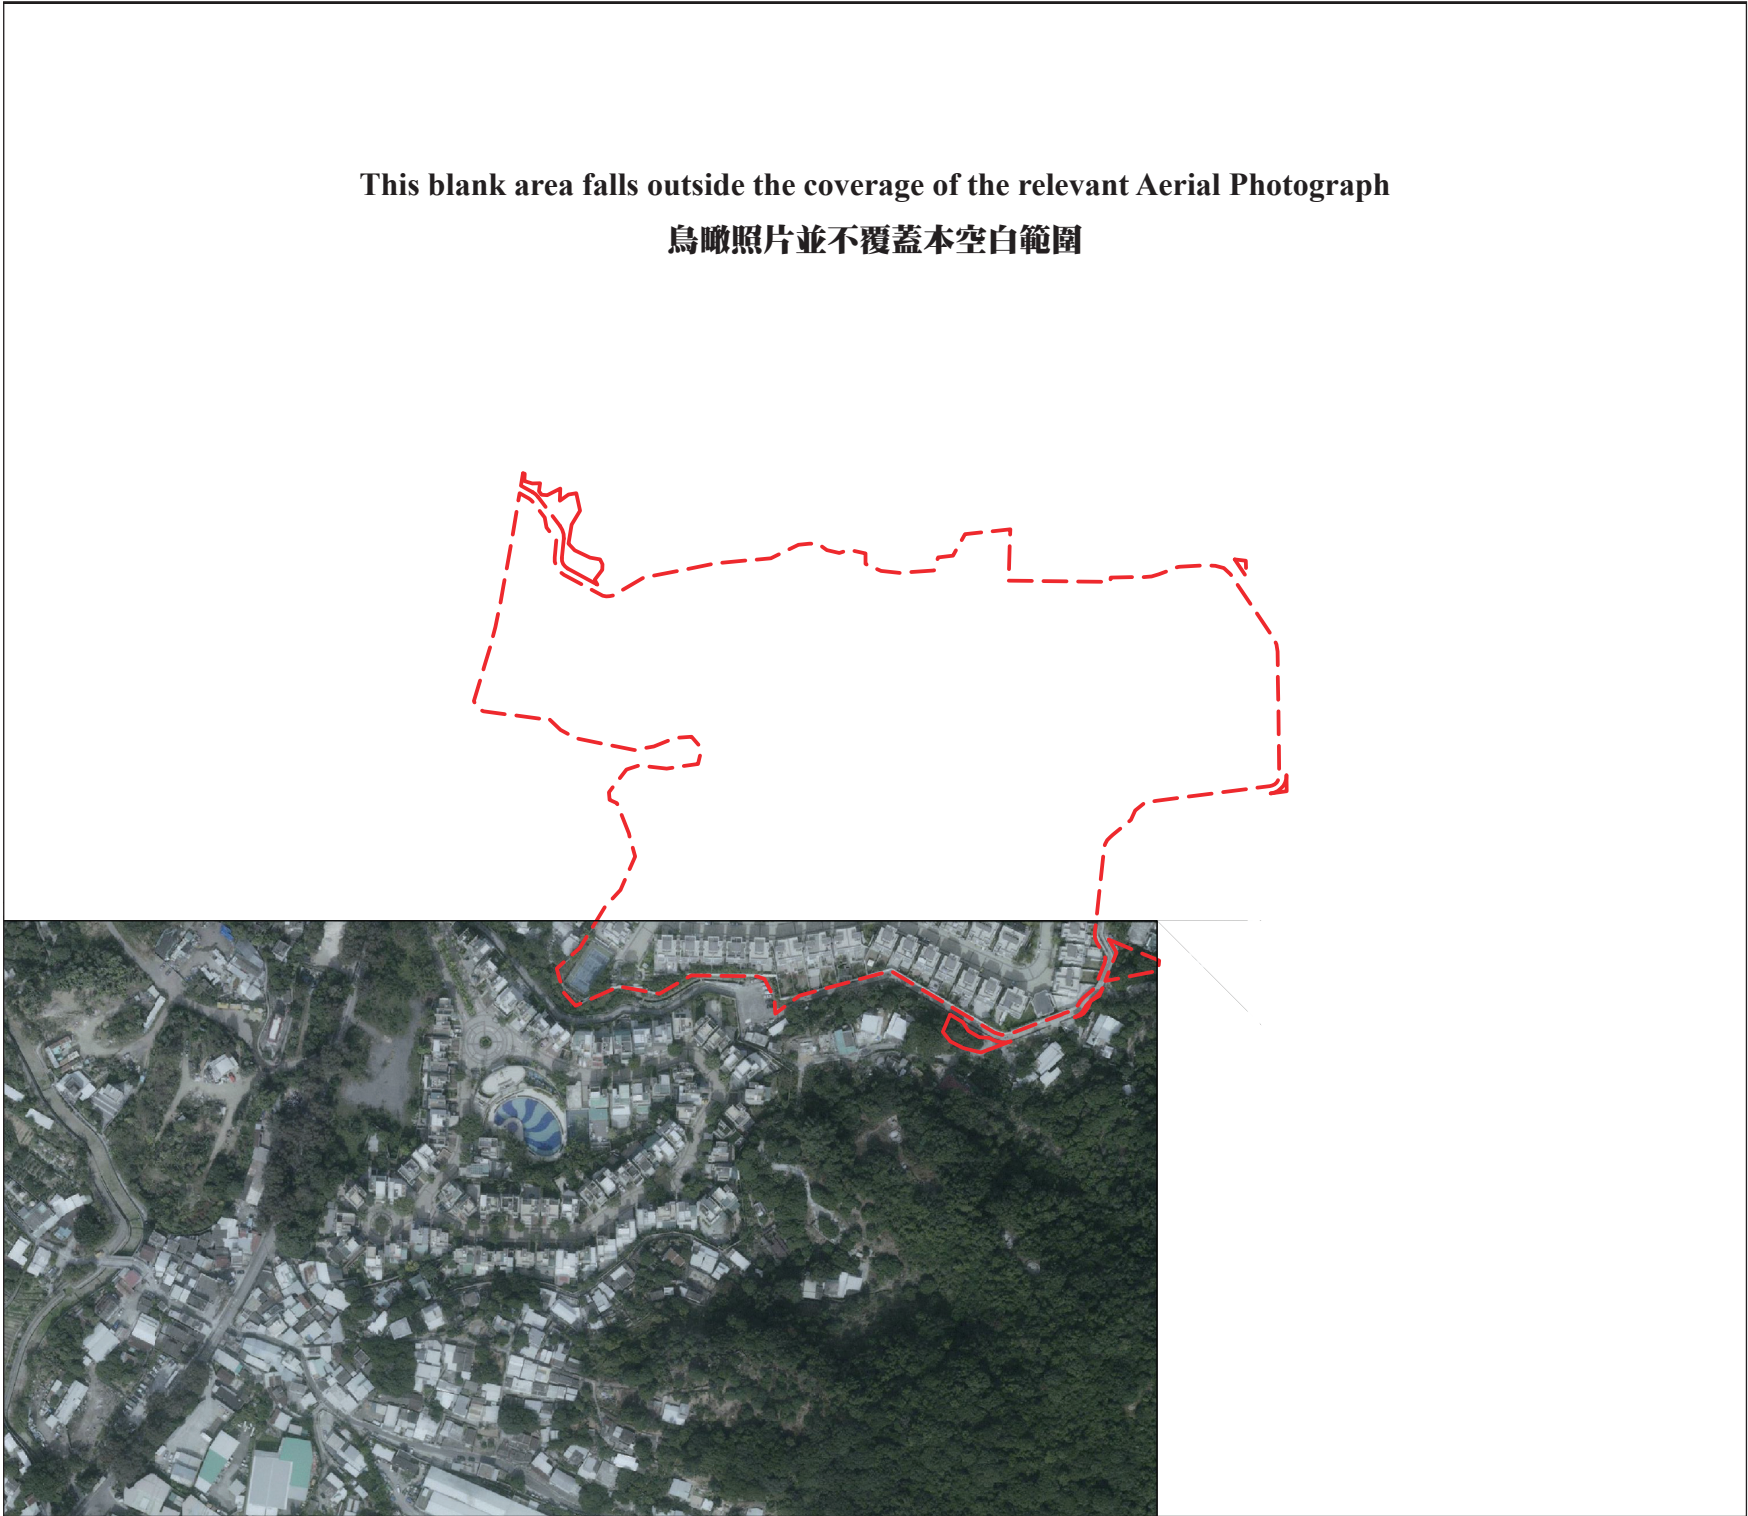 This blank area falls outside the coverage of the relevant Aerial Photograph
鳥瞰照片並不覆蓋本空白範圍